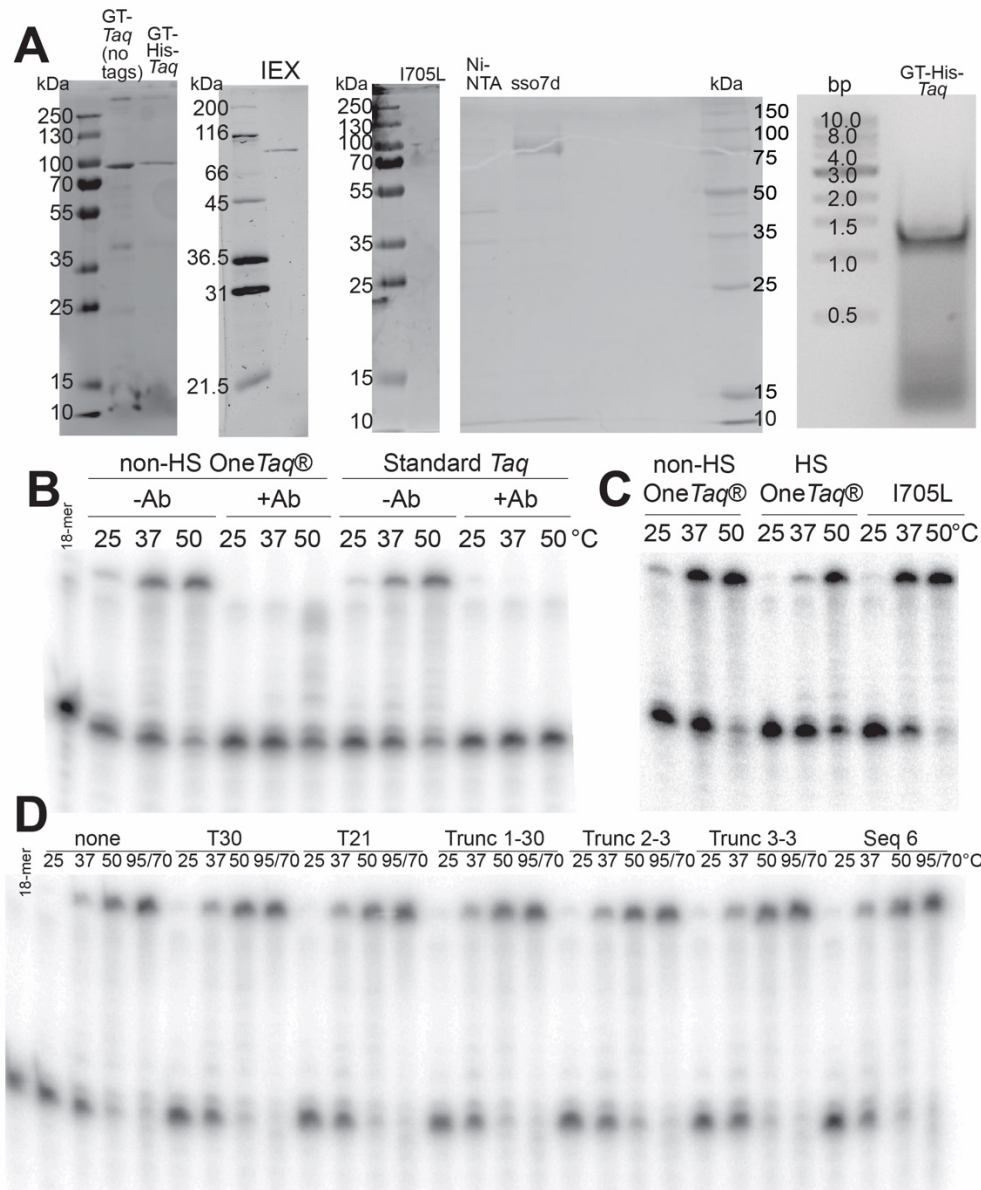 A
GT-
Taq
(no
tags)
GT-
His-
Taq
kDa
250
130
100
70
55
35
25
15
10
IEX
kDa
200
116
66
45
36.5
31
21.5
I705L
kDa
250
130
100
70
55
35
25
15
10
Ni-
NTA sso7d kDa
150
100
75
50
35
25
15
10
GT-His-
Taq
bp
10.0
8.0
4.0
3.0
2.0
1.5
1.0
0.5
B
non-HS OneTaq® Standard Taq
-Ab +Ab -Ab +Ab
18-mer
25 37 50 25 37 50 25 37 50 25 37 50 °C
C
non-HS HS
OneTaq® OneTaq® I705L
25 37 50 25 37 50 25 37 50°C
D
none T30 T21 Trunc 1-30 Trunc 2-3 Trunc 3-3 Seq 6
18-mer
25 37 50 95/70 25 37 50 95/70 25 37 50 95/70 25 37 50 95/70 25 37 50 95/70 25 37 50 95/70 25 37 50 95/70°C